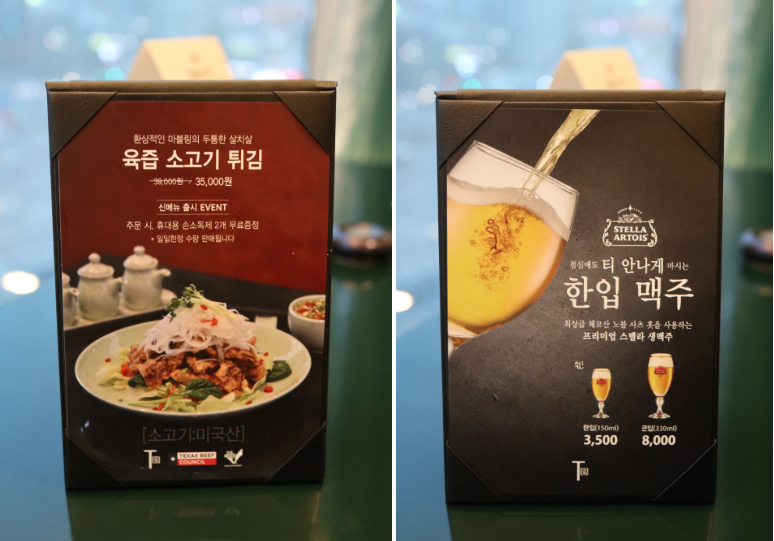 환상적인 마블링의 두툼한 살치살
육즙 소고기 튀김
39,000원 → 35,000원
신메뉴 출시 EVENT
주문 시, 휴대용 손소독제 2개 무료증정
* 일일한정 수량 판매됩니다
[소고기:미국산]
T
TEXAS BEEF
COUNCIL
STELLA
ARTOIS
점심에도 티 안나게 마시는
한입 맥주
최상급 체코산 노블 사츠 홉을 사용하는
프리미엄 스텔라 생맥주
한입(150ml)
3,500
큰입(330ml)
8,000
T